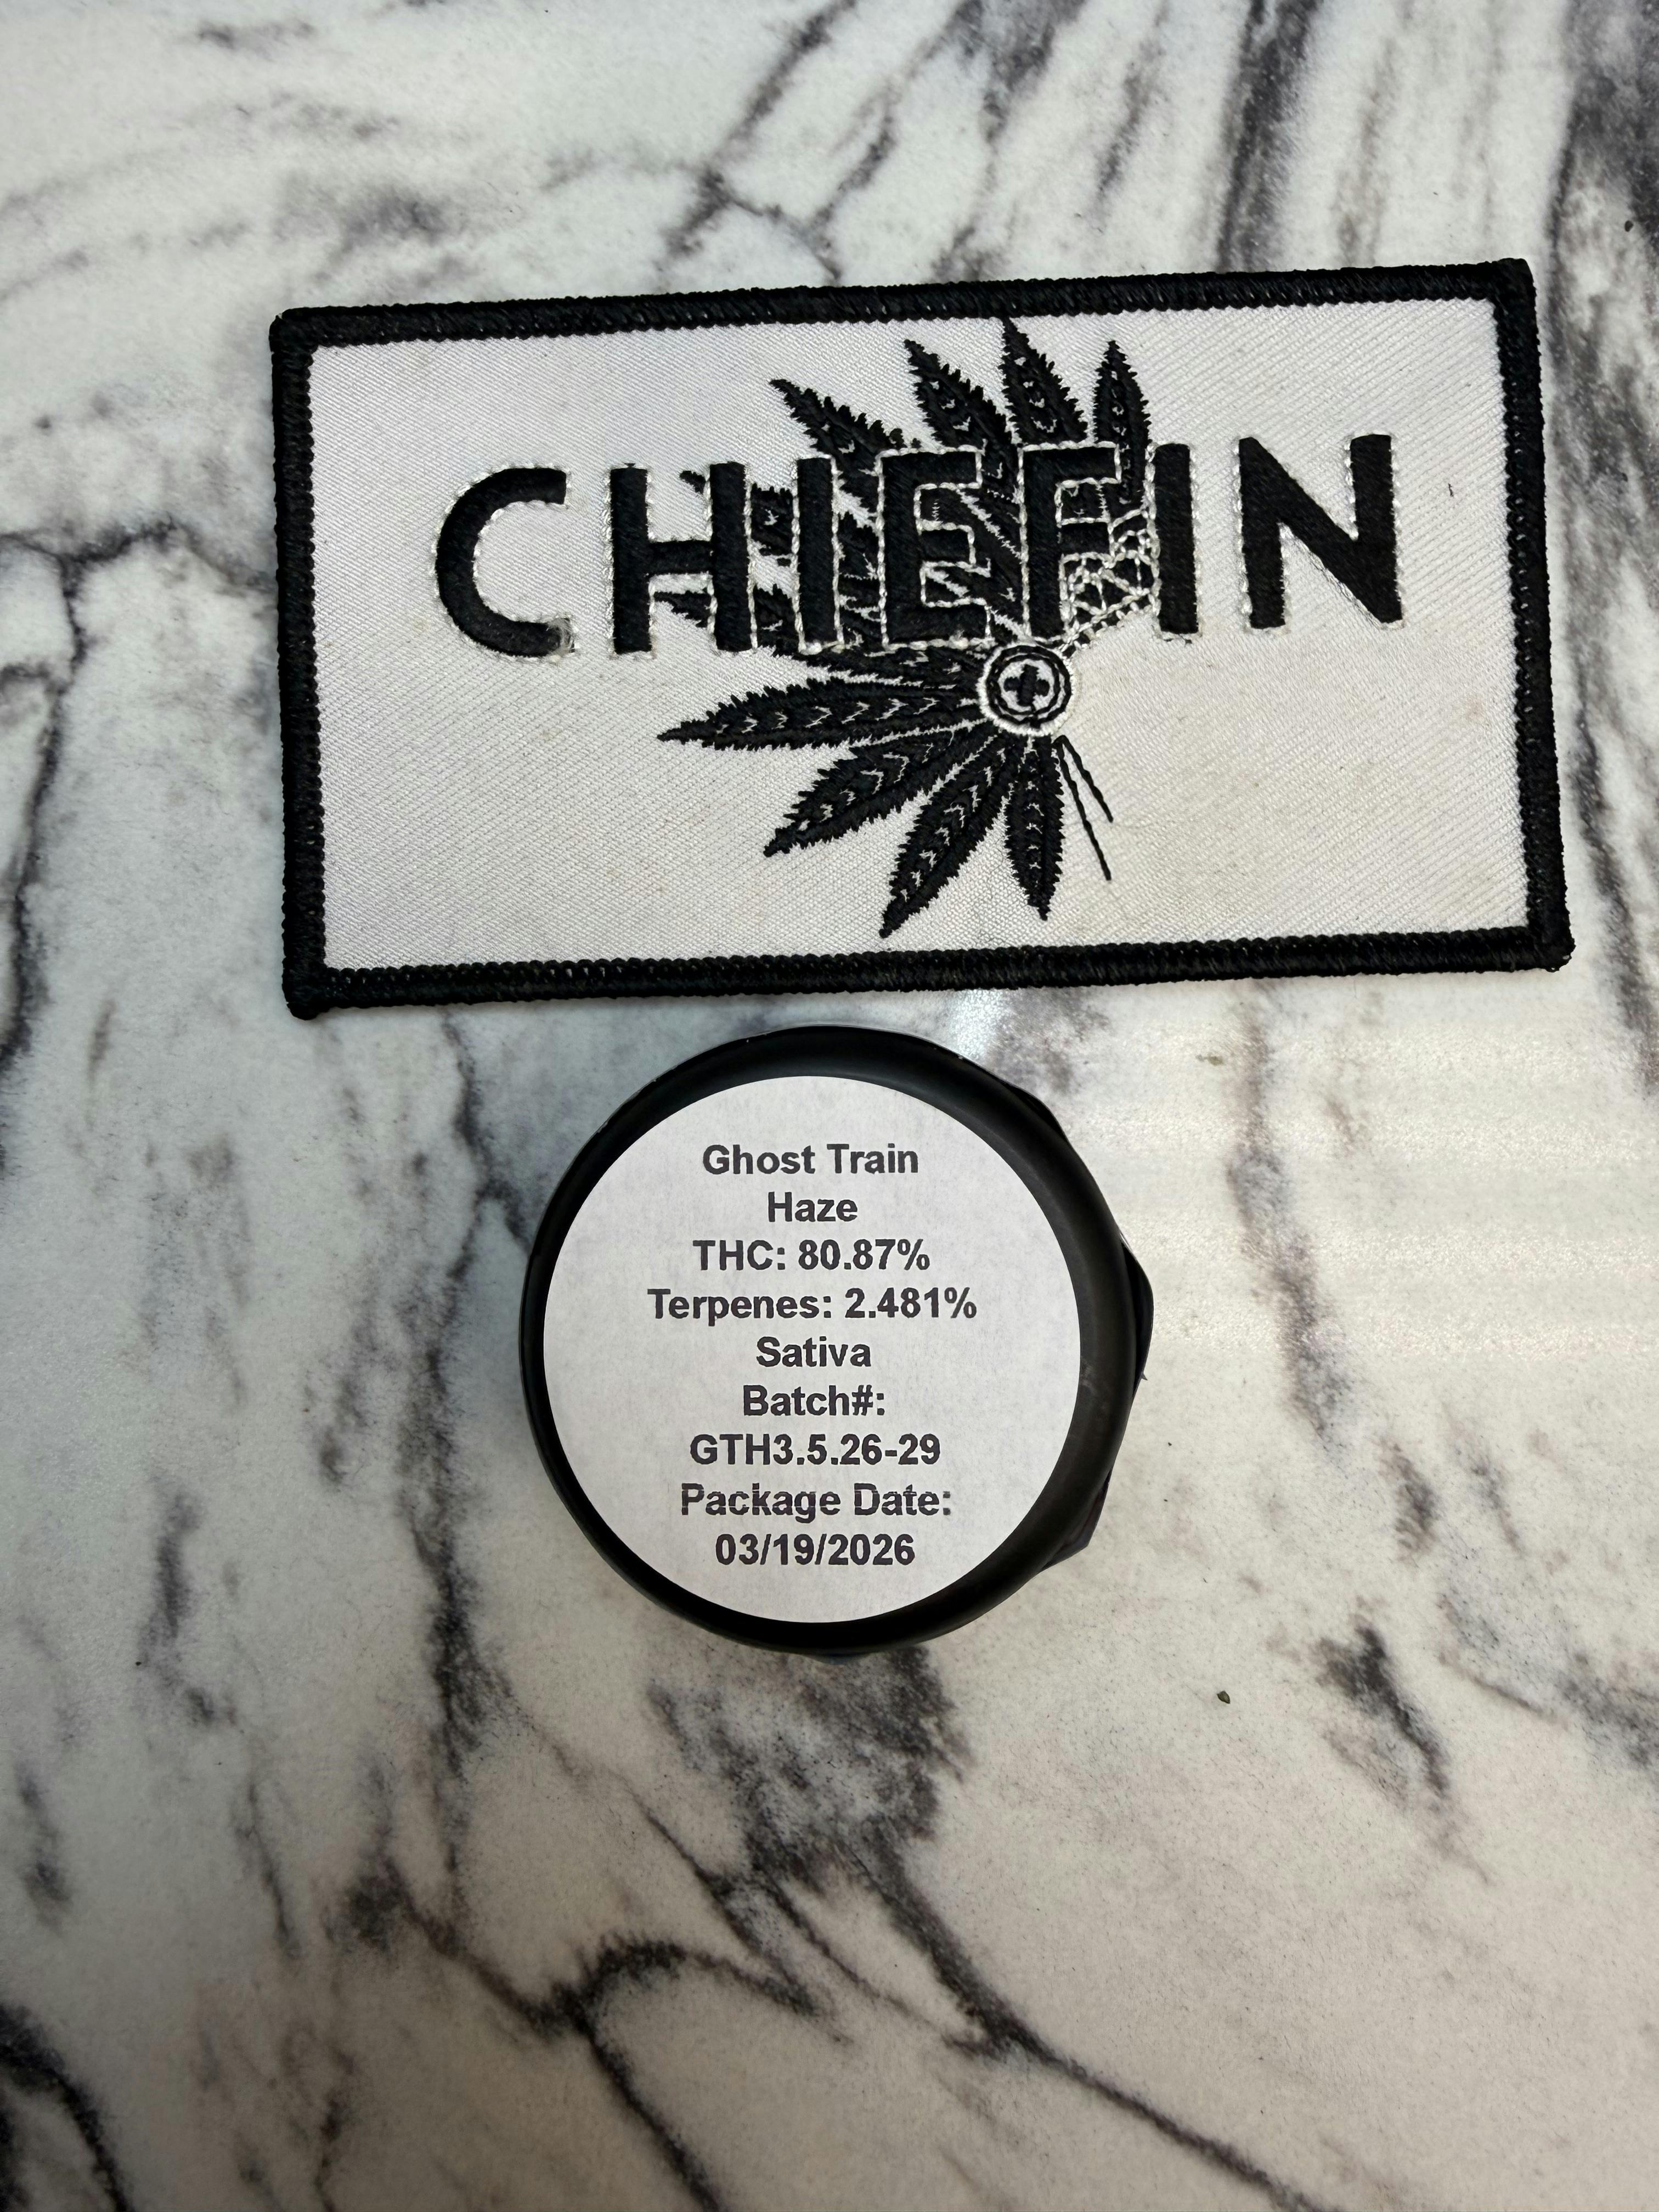 CHIEFIN
Ghost Train
Haze
THC: 80.87%
Terpenes: 2.481%
Sativa
Batch#:
GTH3.5.26-29
Package Date:
03/19/2026